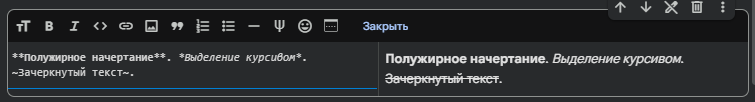 Закрыть
**Полужирное начертание**. *Выделение курсивом*.
~Зачеркнутый текст~.
Полужирное начертание. Выделение курсивом.
Зачеркнутый текст.